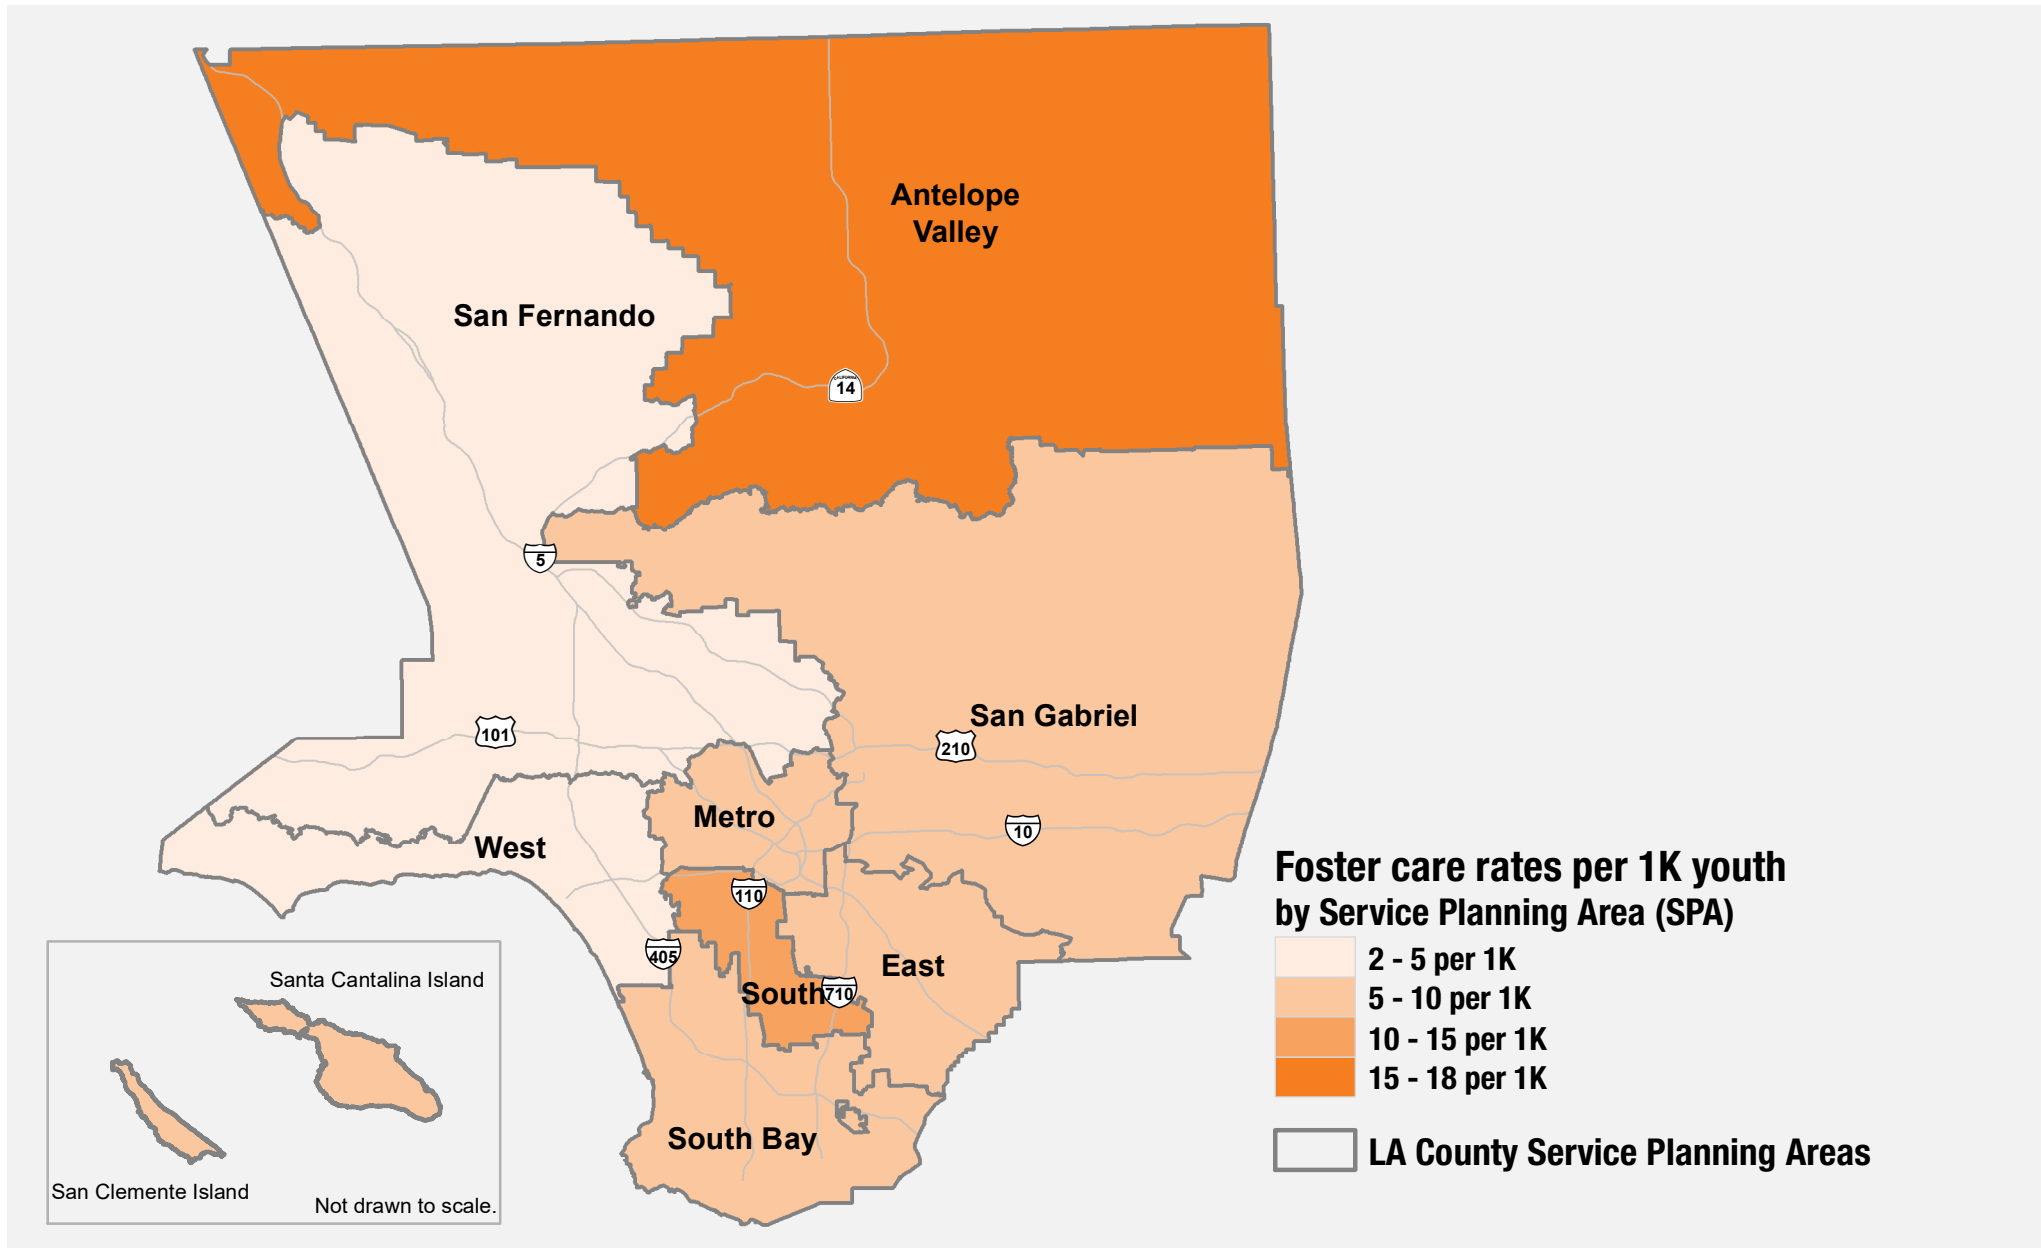 Antelope
Valley
San Fernando
CALIFORNIA
14
5
San Gabriel
101
210
Metro
10
West
110
405
East
South
710
South Bay
Foster care rates per 1K youth
by Service Planning Area (SPA)
2 - 5 per 1K
5 - 10 per 1K
10 - 15 per 1K
15 - 18 per 1K
LA County Service Planning Areas
Santa Cantalina Island
San Clemente Island
Not drawn to scale.